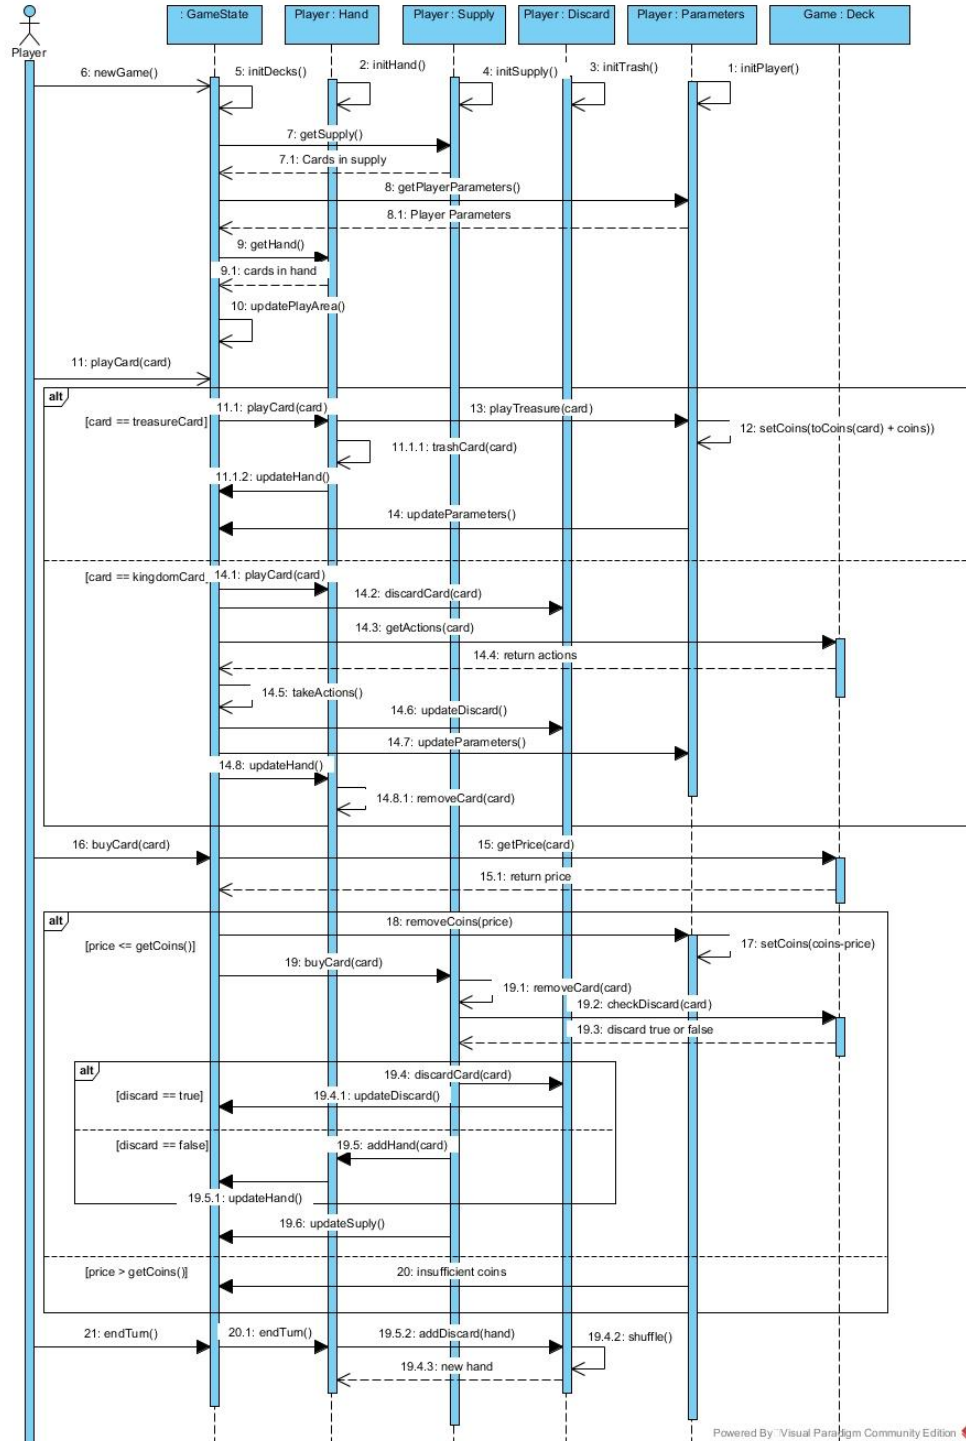 : GameState
Player : Hand
Player : Supply
Player : Discard
Player : Parameters
Game : Deck
Player
6: newGame()
5: initDecks()
2: initHand()
4: initSupply()
3: initTrash()
1: initPlayer()
7: getSupply()
7.1: Cards in supply
8: getPlayerParameters()
8.1: Player Parameters
9: getHand()
9.1: cards in hand
10: updatePlayArea()
11: playCard(card)
alt
[card == treasureCard]
11.1: playCard(card)
13: playTreasure(card)
12: setCoins(toCoins(card) + coins))
11.1.1: trashCard(card)
11.1.2: updateHand()
14: updateParameters()
[card == kingdomCard
14.1: playCard(card)
14.2: discardCard(card)
14.3: getActions(card)
14.4: return actions
14.5: takeActions()
14.6: updateDiscard()
14.7: updateParameters()
14.8: updateHand()
14.8.1: removeCard(card)
16: buyCard(card)
15: getPrice(card)
15.1: return price
alt
18: removeCoins(price)
[price <= getCoins()]
17: setCoins(coins-price)
19: buyCard(card)
19.1: removeCard(card)
19.2: checkDiscard(card)
19.3: discard true or false
alt
19.4: discardCard(card)
[discard == true]
19.4.1: updateDiscard()
[discard == false]
19.5: addHand(card)
19.5.1: updateHand()
19.6: updateSuply()
[price > getCoins()]
20: insufficient coins
21: endTurn()
20.1: endTurn()
19.5.2: addDiscard(hand)
19.4.2: shuffle()
19.4.3: new hand
Powered By Visual Paradigm Community Edition